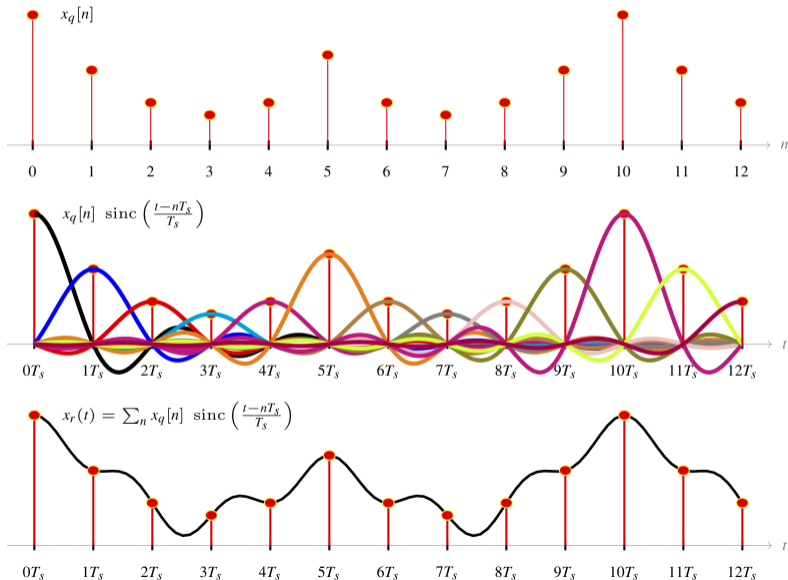 x_q[n]
n
0 1 2 3 4 5 6 7 8 9 10 11 12
x_q[n] sinc ( (t−nT_s)/T_s )
t
0T_s 1T_s 2T_s 3T_s 4T_s 5T_s 6T_s 7T_s 8T_s 9T_s 10T_s 11T_s 12T_s
x_r(t) = ∑_n x_q[n] sinc ( (t−nT_s)/T_s )
t
0T_s 1T_s 2T_s 3T_s 4T_s 5T_s 6T_s 7T_s 8T_s 9T_s 10T_s 11T_s 12T_s